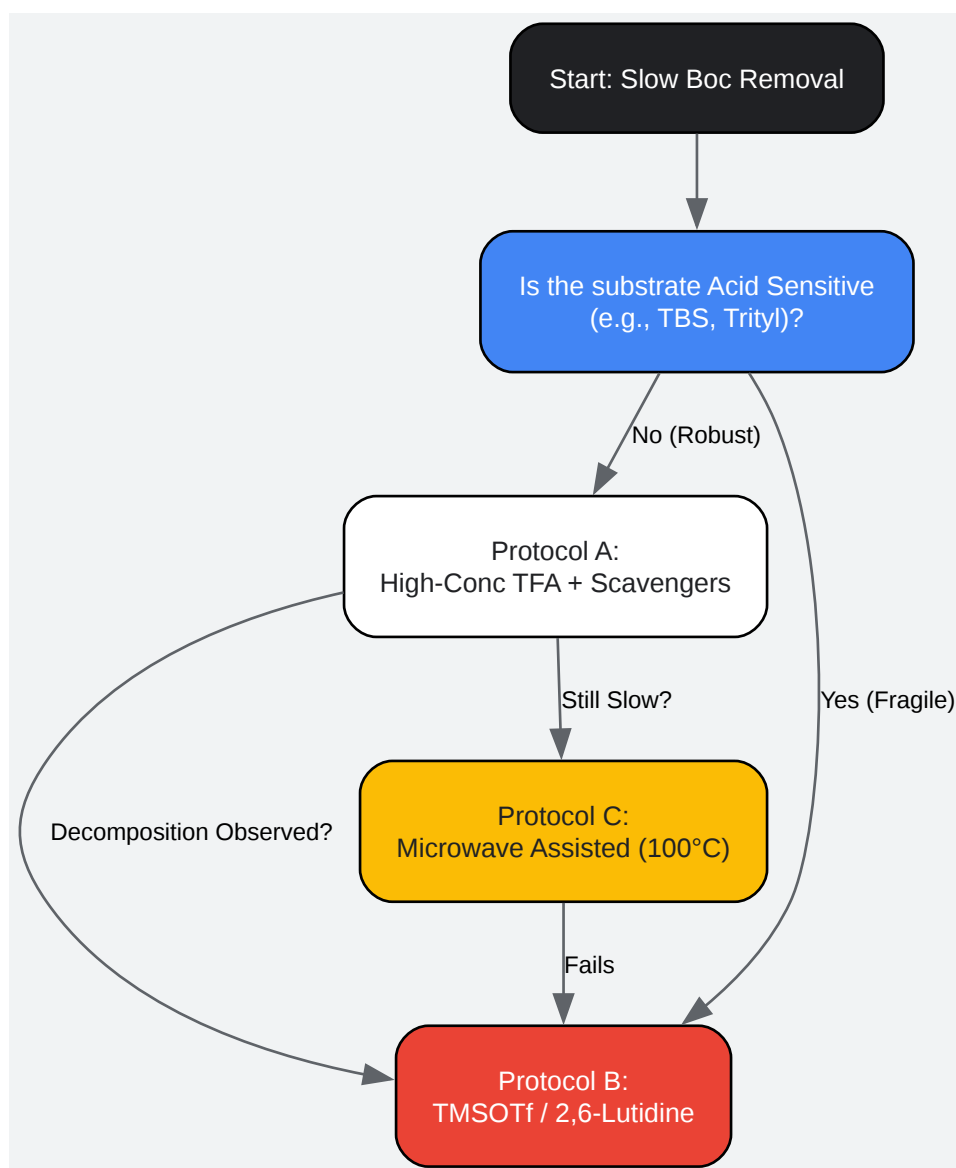 Start: Slow Boc Removal
Is the substrate Acid Sensitive
(e.g., TBS, Trityl)?
No (Robust)
Protocol A:
High-Conc TFA + Scavengers
Still Slow?
Yes (Fragile)
Decomposition Observed?
Protocol C:
Microwave Assisted (100°C)
Fails
Protocol B:
TMSOTf / 2,6-Lutidine